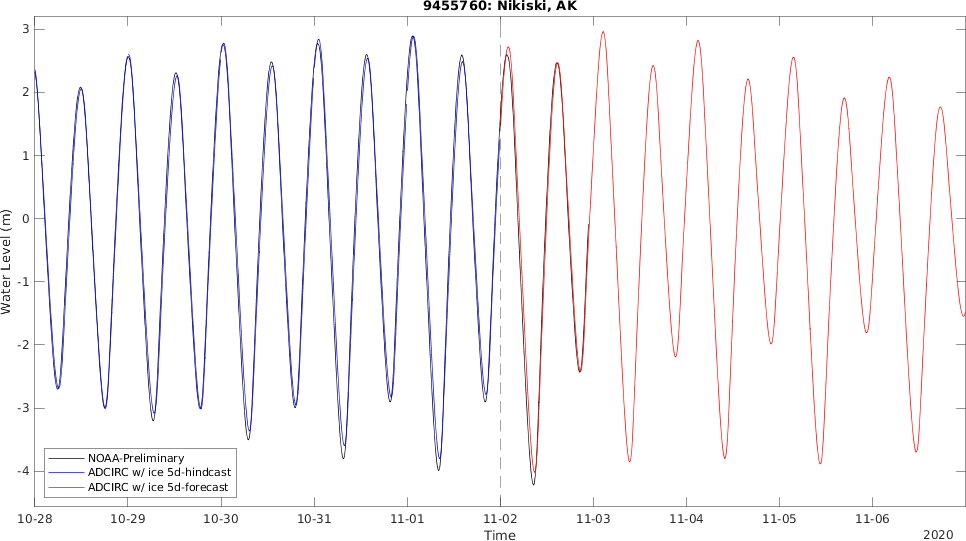 9455760: Nikiski, AK
Water Level (m)
3
2
1
0
-1
-2
-3
-4
NOAA-Preliminary
ADCIRC w/ ice 5d-hindcast
ADCIRC w/ ice 5d-forecast
10-28 10-29 10-30 10-31 11-01 11-02 11-03 11-04 11-05 11-06
Time
2020